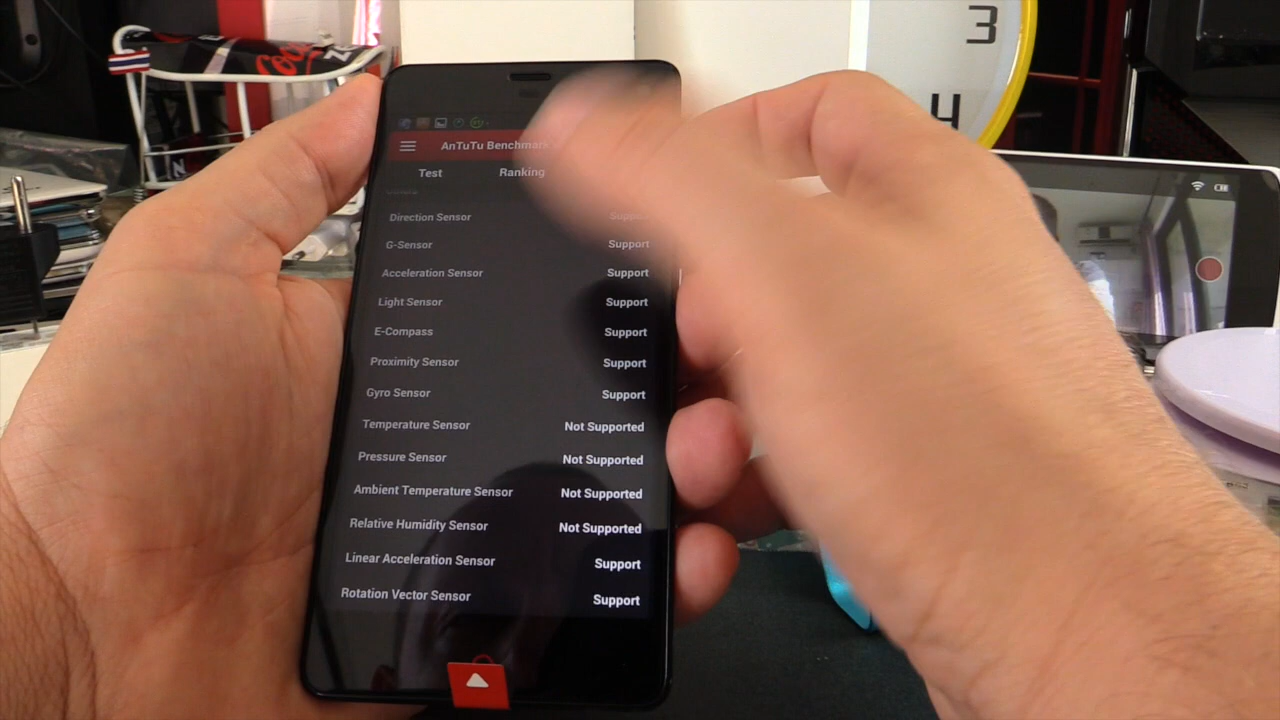 3
4
AnTuTu Benchmark
Test Ranking
Direction Sensor Support
G-Sensor Support
Acceleration Sensor Support
Light Sensor Support
E-Compass Support
Proximity Sensor Support
Gyro Sensor Support
Temperature Sensor Not Supported
Pressure Sensor Not Supported
Ambient Temperature Sensor Not Supported
Relative Humidity Sensor Not Supported
Linear Acceleration Sensor Support
Rotation Vector Sensor Support